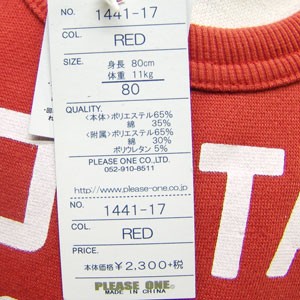 NO. 1441-17
COL. RED
SIZE. 身長 80cm
体重 11kg
80
QUALITY.
<本体>ポリエステル65%
綿 35%
<附属>ポリエステル65%
綿 30%
ポリウレタン 5%
PLEASE ONE CO.,LTD.
052-910-8511
http://www.please-one.co.jp
NO. 1441-17
COL. RED
PRICE.
本体価格 ¥2,300+税
PLEASE ONE.
MADE IN CHINA
TA